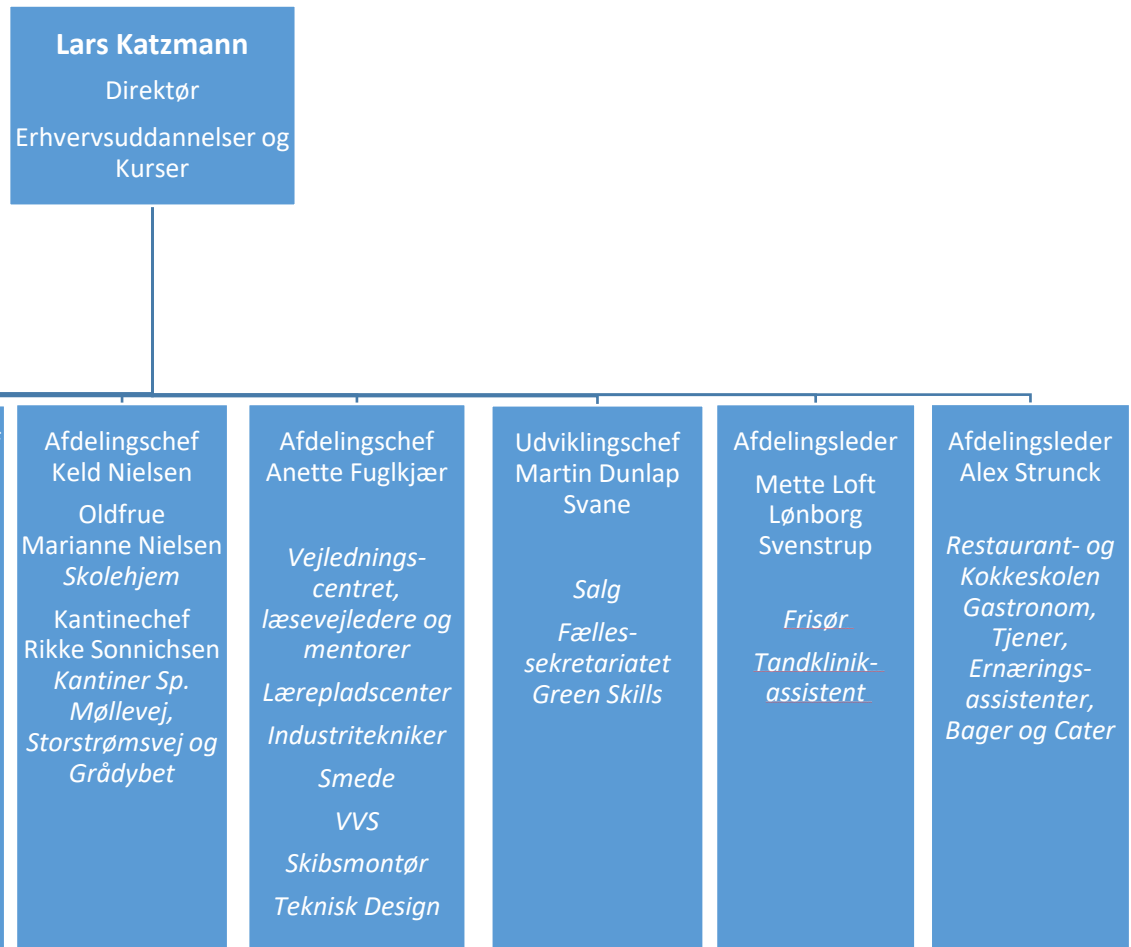 Lars Katzmann
Direktør
Erhvervsuddannelser og
Kurser
Afdelingschef
Keld Nielsen
Oldfrue
Marianne Nielsen
Skolehjem
Kantinechef
Rikke Sonnichsen
Kantiner Sp.
Møllevej,
Storstrømsvej og
Grådybet
Afdelingschef
Anette Fuglkjær
Vejlednings-
centret,
læsevejledere og
mentorer
Lærepladscenter
Industritekniker
Smede
VVS
Skibsmontør
Teknisk Design
Udviklingschef
Martin Dunlap
Svane
Salg
Fælles-
sekretariatet
Green Skills
Afdelingsleder
Mette Loft
Lønborg
Svenstrup
Frisør
Tandklinik-
assistent
Afdelingsleder
Alex Strunck
Restaurant- og
Kokkeskolen
Gastronom,
Tjener,
Ernærings-
assistenter,
Bager og Cater